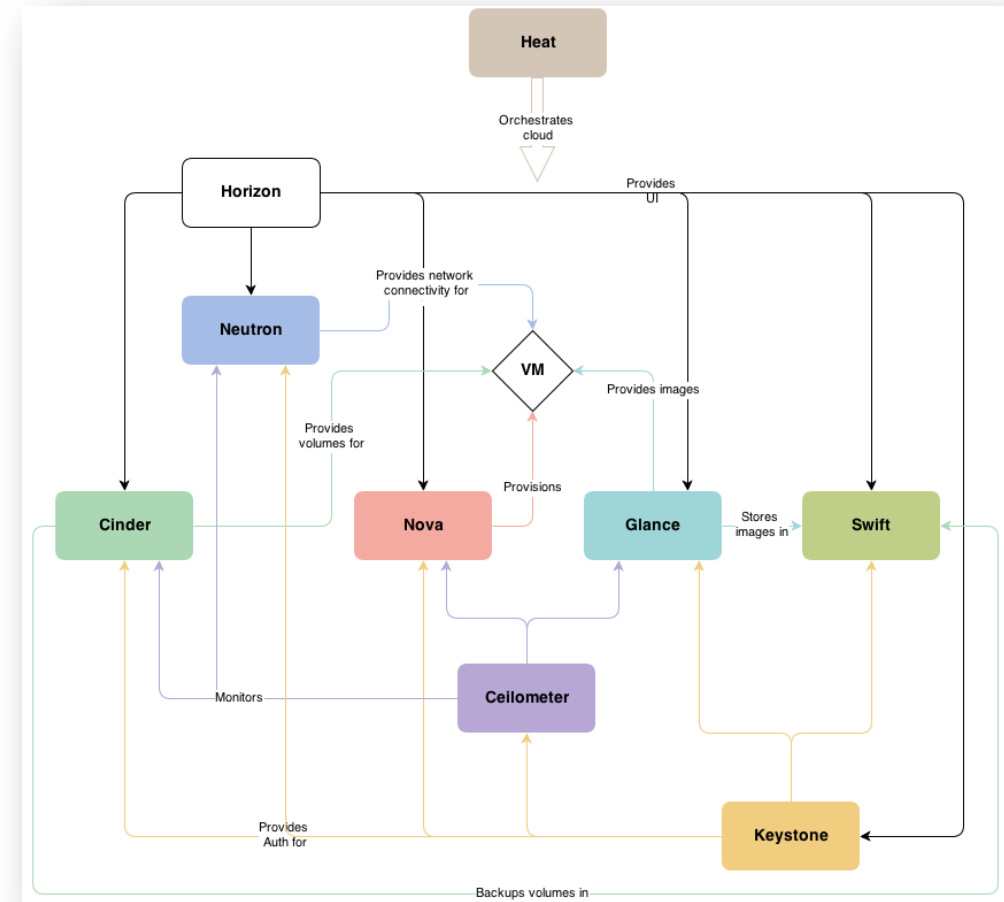 Heat
Orchestrates
cloud
Horizon
Provides
UI
Provides network
connectivity for
Neutron
VM
Provides images
Provides
volumes for
Provisions
Cinder
Nova
Glance
Stores
images in
Swift
Monitors
Ceilometer
Provides
Auth for
Keystone
Backups volumes in